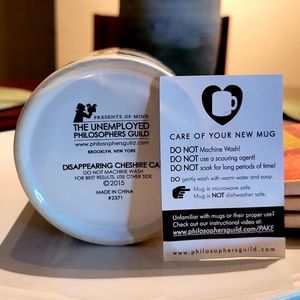 PRESENTS OF MIND
THE UNEMPLOYED
PHILOSOPHERS GUILD
www.philosophersguild.com
BROOKLYN, NEW YORK
DISAPPEARING CHESHIRE CA
DO NOT MACHINE WASH
FOR BEST RESULTS, USE OTHER SIDE
©2015
MADE IN CHINA
#2371
CARE OF YOUR NEW MUG
DO NOT Machine Wash!
DO NOT use a scouring agent!
DO NOT soak for long periods of time!
DO gently wash with warm water and soap.
Mug is microwave safe.
Mug is NOT dishwasher safe.
Unfamiliar with mugs or their proper use?
Check out our instructional video at:
www.philosophersguild.com/PAKE
www.philosophersguild.com